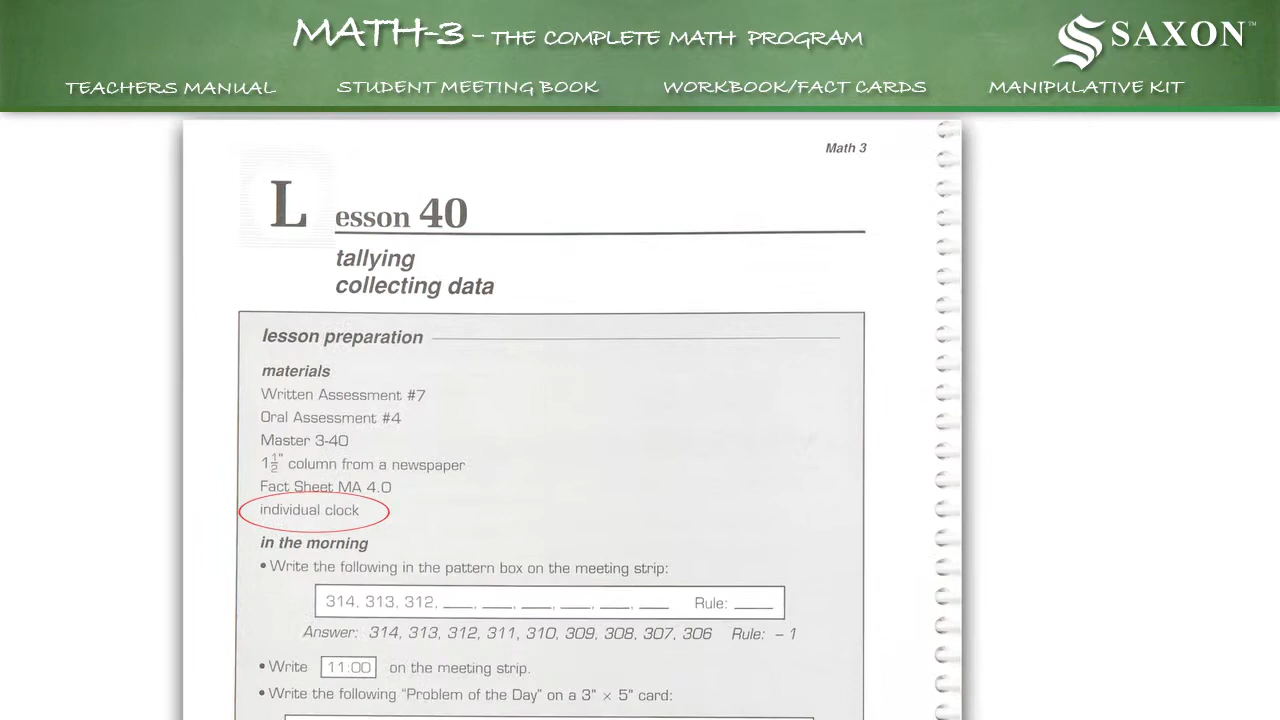 MATH-3 – THE COMPLETE MATH PROGRAM
SAXON™
TEACHERS MANUAL STUDENT MEETING BOOK WORKBOOK/FACT CARDS MANIPULATIVE KIT
Math 3
Lesson 40
tallying
collecting data
lesson preparation
materials
Written Assessment #7
Oral Assessment #4
Master 3-40
1½" column from a newspaper
Fact Sheet MA 4.0
individual clock
in the morning
• Write the following in the pattern box on the meeting strip:
314, 313, 312, ___, ___, ___, ___, ___, ___ Rule: ____
Answer: 314, 313, 312, 311, 310, 309, 308, 307, 306 Rule: – 1
• Write 11:00 on the meeting strip.
• Write the following "Problem of the Day" on a 3" × 5" card: